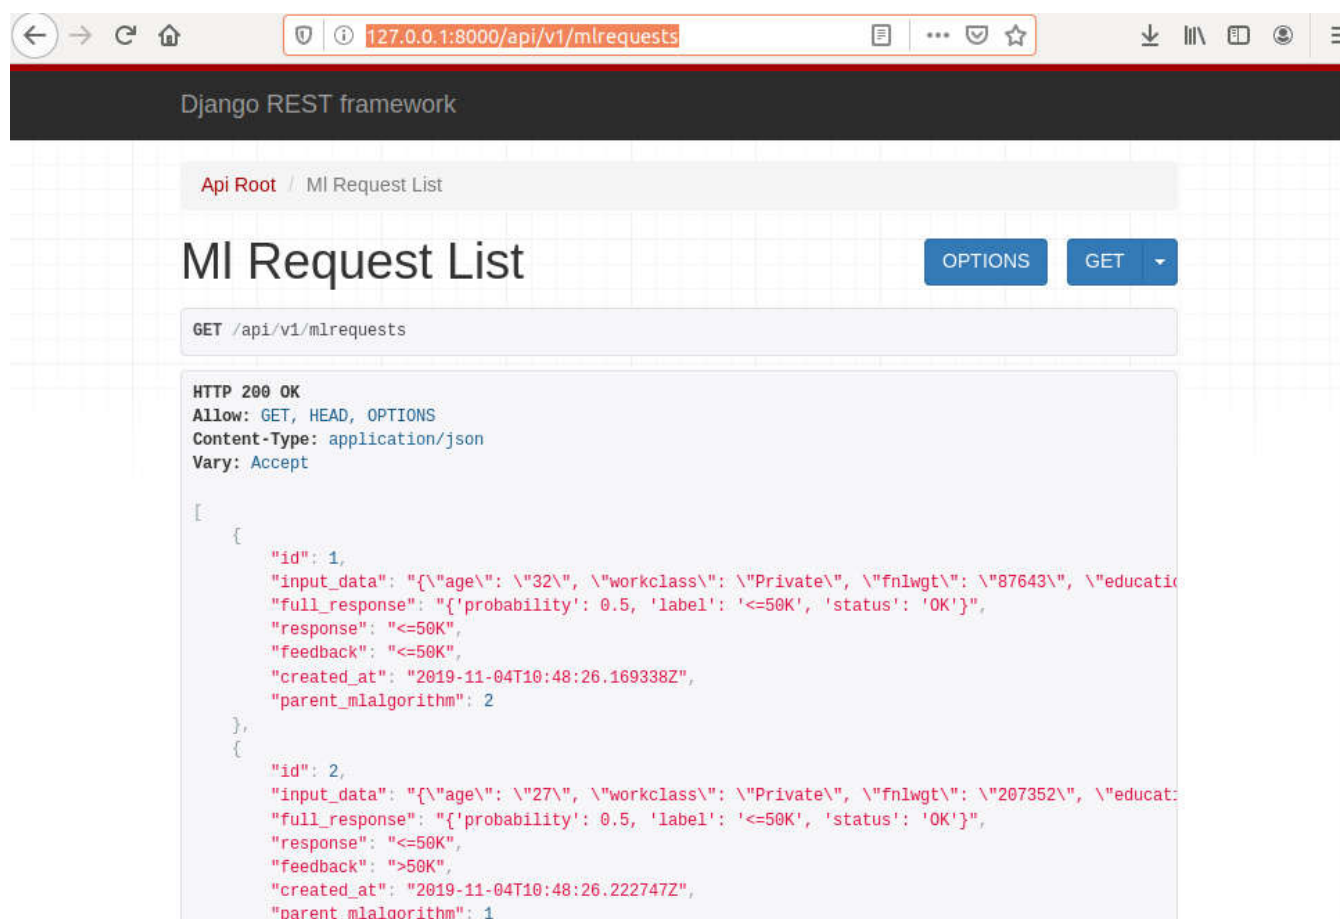 127.0.0.1:8000/api/v1/mlrequests
Django REST framework
Api Root / Ml Request List
Ml Request List
OPTIONS GET
GET /api/v1/mlrequests
HTTP 200 OK
Allow: GET, HEAD, OPTIONS
Content-Type: application/json
Vary: Accept
[
{
"id": 1,
"input_data": "{\"age\": \"32\", \"workclass\": \"Private\", \"fnlwgt\": \"87643\", \"educatic
"full_response": "{'probability': 0.5, 'label': '<=50K', 'status': 'OK'}",
"response": "<=50K",
"feedback": "<=50K",
"created_at": "2019-11-04T10:48:26.169338Z",
"parent_mlalgorithm": 2
},
{
"id": 2,
"input_data": "{\"age\": \"27\", \"workclass\": \"Private\", \"fnlwgt\": \"207352\", \"educati
"full_response": "{'probability': 0.5, 'label': '<=50K', 'status': 'OK'}",
"response": "<=50K",
"feedback": ">50K",
"created_at": "2019-11-04T10:48:26.222747Z",
"parent_mlalgorithm": 1